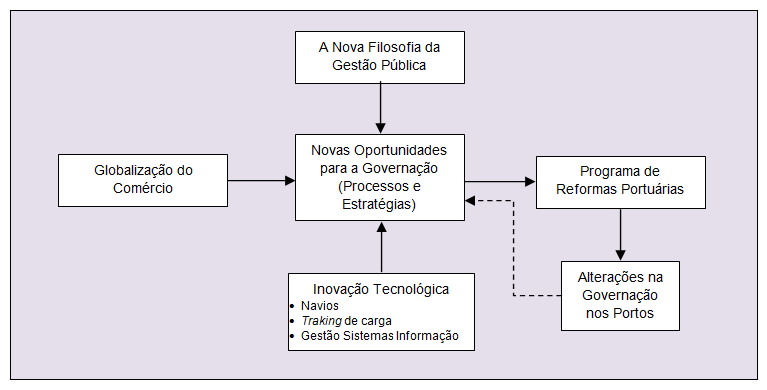 A Nova Filosofia da
Gestão Pública
Novas Oportunidades
para a Governação
(Processos e
Estratégias)
Globalização do
Comércio
Programa de
Reformas Portuárias
Inovação Tecnológica
• Navios
• Traking de carga
• Gestão Sistemas Informação
Alterações na
Governação
nos Portos